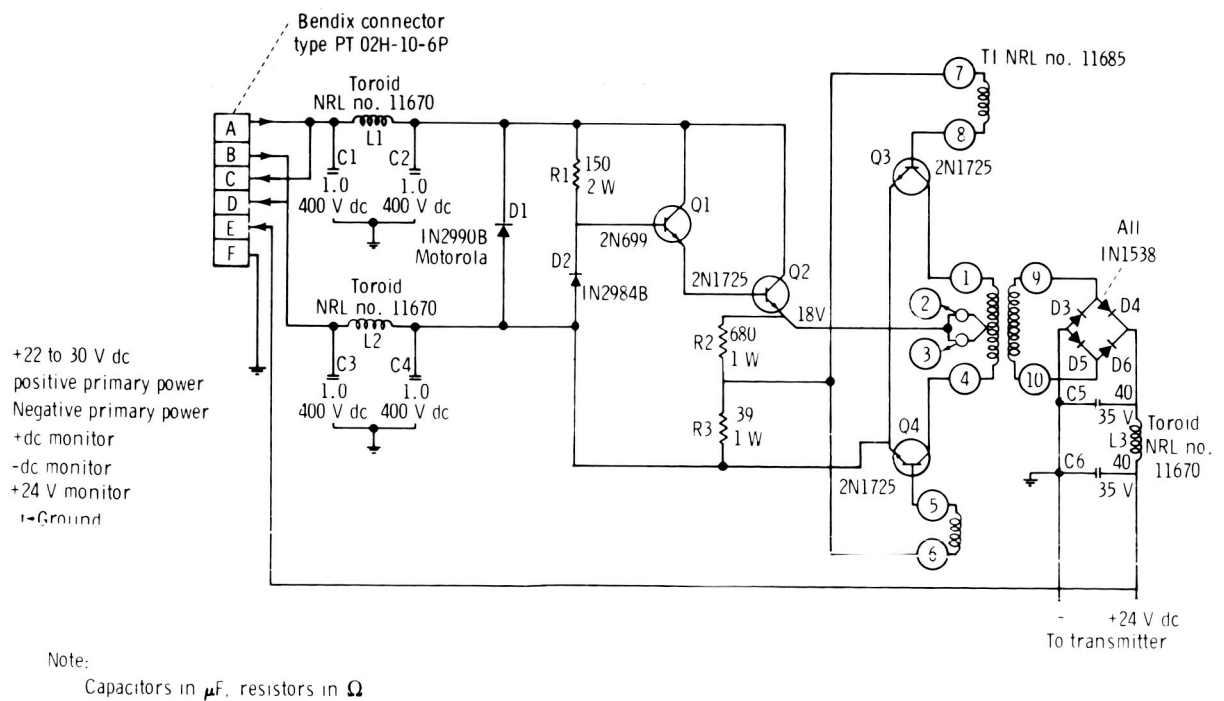 Bendix connector
type PT 02H-10-6P
A
B
C
D
E
F
Toroid
NRL no. 11670
L1
C1
1.0
400 V dc
C2
1.0
400 V dc
D1
IN2990B
Motorola
R1
150
2 W
D2
IN2984B
Q1
2N699
2N1725
Q2
18V
R2
680
1 W
R3
39
1 W
Toroid
NRL no. 11670
L2
C3
1.0
400 V dc
C4
1.0
400 V dc
T1 NRL no. 11685
7
8
Q3
2N1725
1
2
3
4
9
10
Q4
2N1725
5
6
All
IN1538
D3
D4
D5
D6
C5
40
35 V
L3
Toroid
NRL no.
11670
C6
40
35 V
-
+24 V dc
To transmitter
+22 to 30 V dc
positive primary power
Negative primary power
+dc monitor
-dc monitor
+24 V monitor
Ground
Note:
Capacitors in μF, resistors in Ω